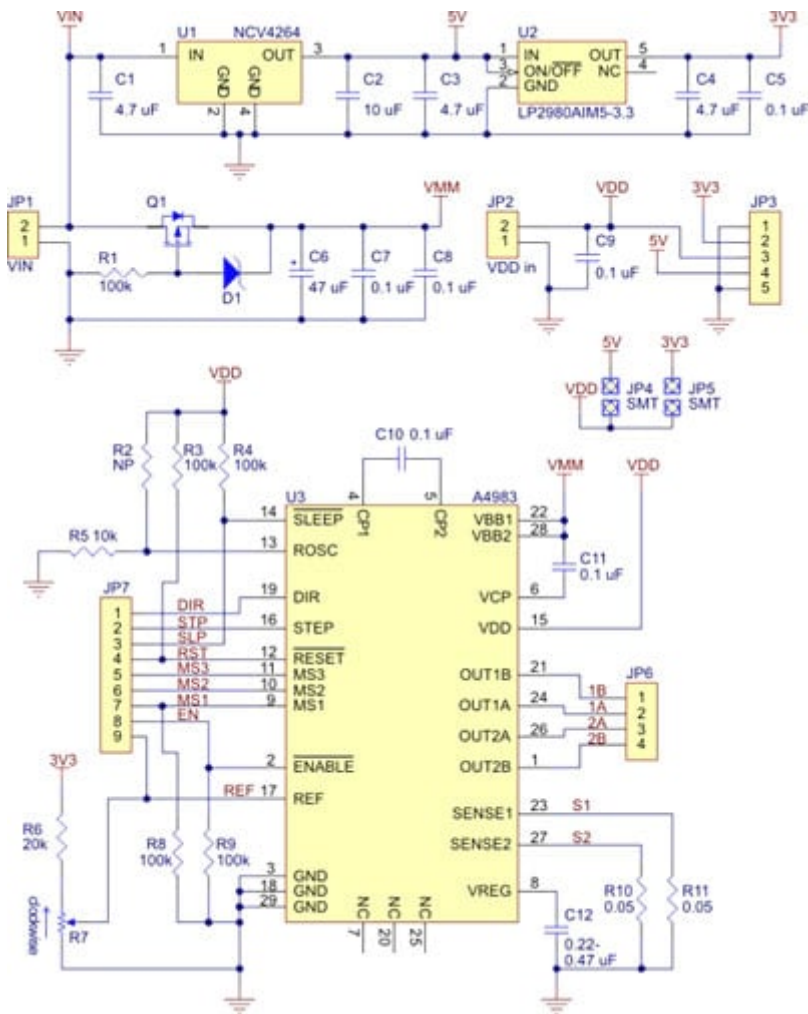 VIN
U1 NCV4264
1 IN OUT 3
GND GND
2 4
C1
4.7 uF
5V
C2
10 uF
C3
4.7 uF
U2
1 IN OUT 5
3 ON/OFF NC 4
2 GND
LP2980AIM5-3.3
3V3
C4
4.7 uF
C5
0.1 uF
JP1
2
1
VIN
Q1
R1
100k
D1
VMM
C6
+
47 uF
C7
0.1 uF
C8
0.1 uF
JP2
2
1
VDD in
VDD
C9
0.1 uF
3V3
5V
JP3
1
2
3
4
5
5V
3V3
VDD
JP4
SMT
JP5
SMT
VDD
R2
NP
R3
100k
R4
100k
R5 10k
C10 0.1 uF
U3 A4983
4 CP1
5 CP2
14 SLEEP
13 ROSC
19 DIR
16 STEP
12 RESET
11 MS3
10 MS2
9 MS1
2 ENABLE
17 REF
3 GND
18 GND
29 GND
NC NC NC
7 20 25
VBB1 22
VBB2 28
VCP 6
VDD 15
OUT1B 21
OUT1A 24
OUT2A 26
OUT2B 1
SENSE1 23
SENSE2 27
VREG 8
VMM
VDD
C11
0.1 uF
JP7
1 DIR
2 STP
3 SLP
4 RST
5 MS3
6 MS2
7 MS1
8 EN
9
REF
JP6
1B 1
1A 2
2A 3
2B 4
S1
S2
3V3
R6
20k
clockwise
R7
R8
100k
R9
100k
R10
0.05
R11
0.05
C12
0.22-
0.47 uF